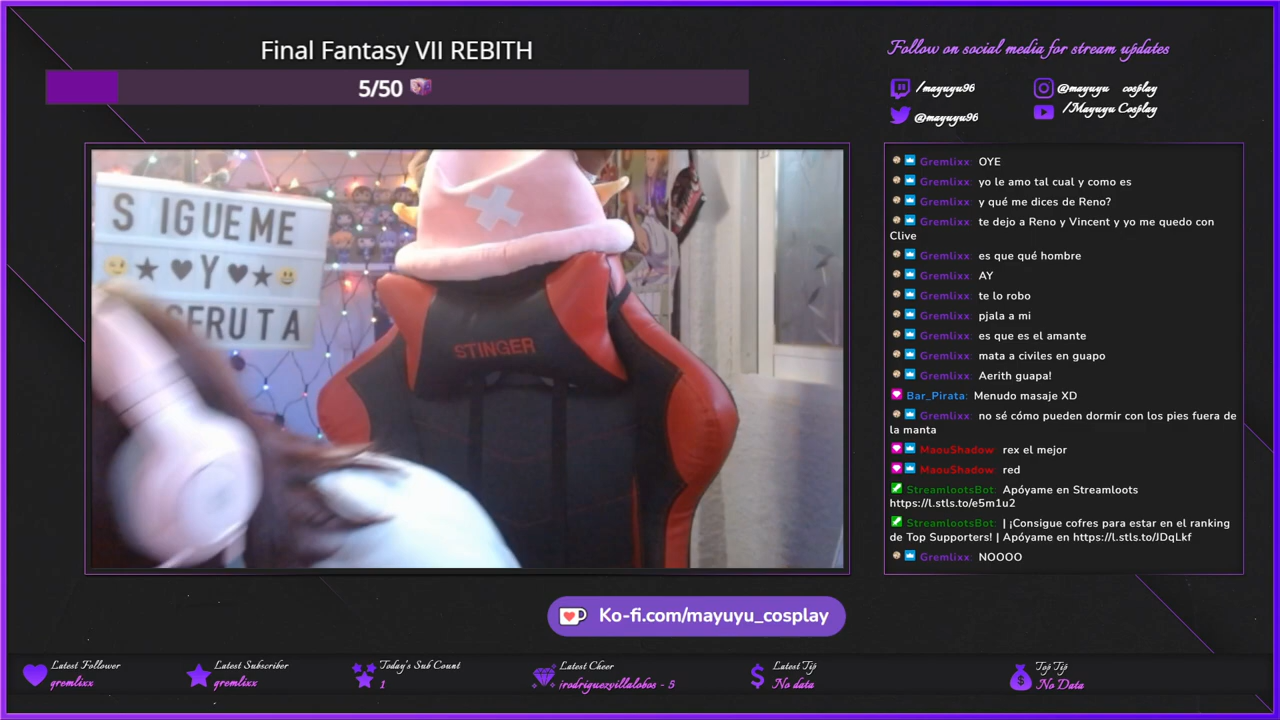 Final Fantasy VII REBITH
5/50
Follow on social media for stream updates
/mayuyu96
@mayuyu cosplay
@mayuyu96
/Mayuyu Cosplay
S IGUEME
Y
SFRUTA
STINGER
Gremlixx: OYE
Gremlixx: yo le amo tal cual y como es
Gremlixx: y qué me dices de Reno?
Gremlixx: te dejo a Reno y Vincent y yo me quedo con
Clive
Gremlixx: es que qué hombre
Gremlixx: AY
Gremlixx: te lo robo
Gremlixx: pjala a mi
Gremlixx: es que es el amante
Gremlixx: mata a civiles en guapo
Gremlixx: Aerith guapa!
Bar_Pirata: Menudo masaje XD
Gremlixx: no sé cómo pueden dormir con los pies fuera de
la manta
MaouShadow: rex el mejor
MaouShadow: red
StreamlootsBot: Apóyame en Streamloots
https://l.stls.to/e5m1u2
StreamlootsBot: | ¡Consigue cofres para estar en el ranking
de Top Supporters! | Apóyame en https://l.stls.to/JDqLkf
Gremlixx: NOOOO
Ko-fi.com/mayuyu_cosplay
Latest Follower
gremlixx
Latest Subscriber
gremlixx
Today's Sub Count
1
Latest Cheer
irodriguezvillalobos - 5
Latest Tip
No data
Top Tip
No Data